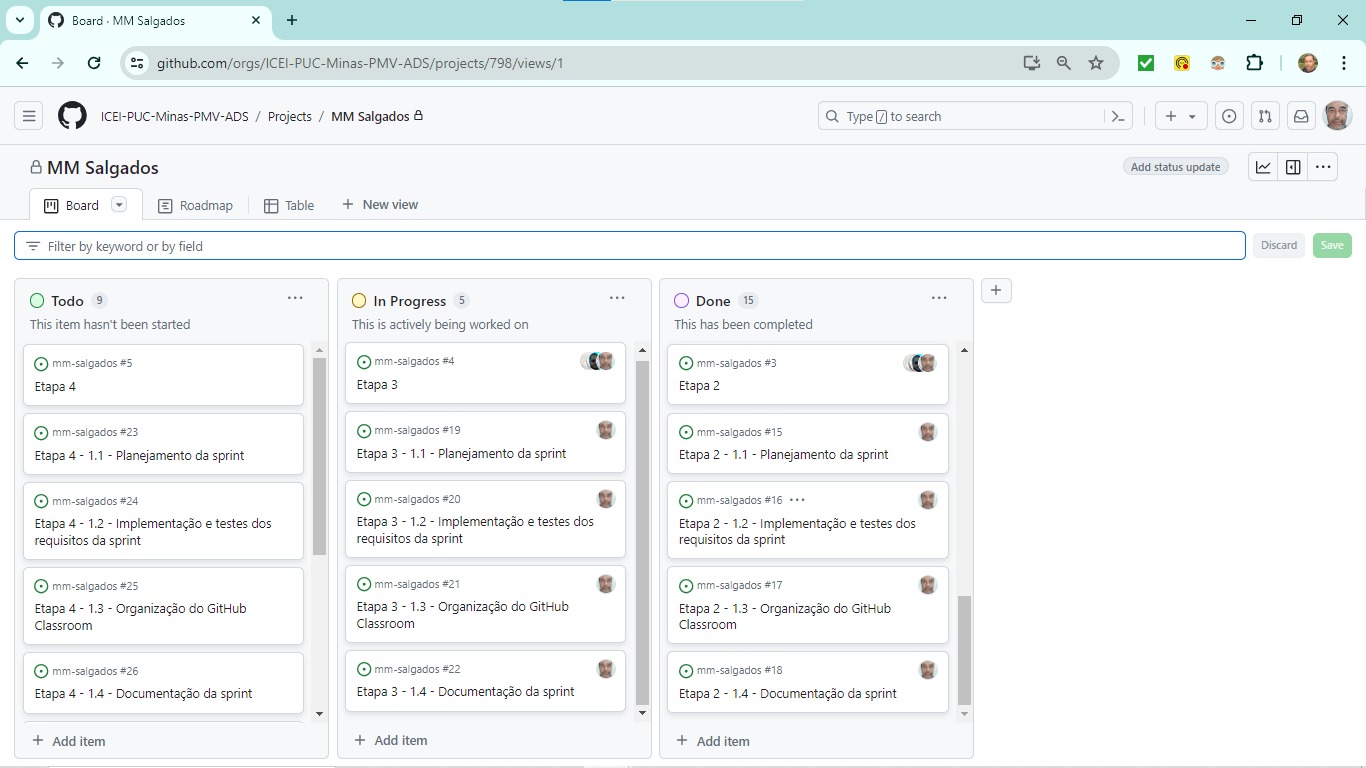 Board · MM Salgados
github.com/orgs/ICEI-PUC-Minas-PMV-ADS/projects/798/views/1
ICEI-PUC-Minas-PMV-ADS / Projects / MM Salgados
Type / to search
MM Salgados
Add status update
Board
Roadmap
Table
New view
Filter by keyword or by field
Discard
Save
Todo 9
This item hasn't been started
mm-salgados #5
Etapa 4
mm-salgados #23
Etapa 4 - 1.1 - Planejamento da sprint
mm-salgados #24
Etapa 4 - 1.2 - Implementação e testes dos
requisitos da sprint
mm-salgados #25
Etapa 4 - 1.3 - Organização do GitHub
Classroom
mm-salgados #26
Etapa 4 - 1.4 - Documentação da sprint
Add item
In Progress 5
This is actively being worked on
mm-salgados #4
Etapa 3
mm-salgados #19
Etapa 3 - 1.1 - Planejamento da sprint
mm-salgados #20
Etapa 3 - 1.2 - Implementação e testes dos
requisitos da sprint
mm-salgados #21
Etapa 3 - 1.3 - Organização do GitHub
Classroom
mm-salgados #22
Etapa 3 - 1.4 - Documentação da sprint
Add item
Done 15
This has been completed
mm-salgados #3
Etapa 2
mm-salgados #15
Etapa 2 - 1.1 - Planejamento da sprint
mm-salgados #16
Etapa 2 - 1.2 - Implementação e testes dos
requisitos da sprint
mm-salgados #17
Etapa 2 - 1.3 - Organização do GitHub
Classroom
mm-salgados #18
Etapa 2 - 1.4 - Documentação da sprint
Add item